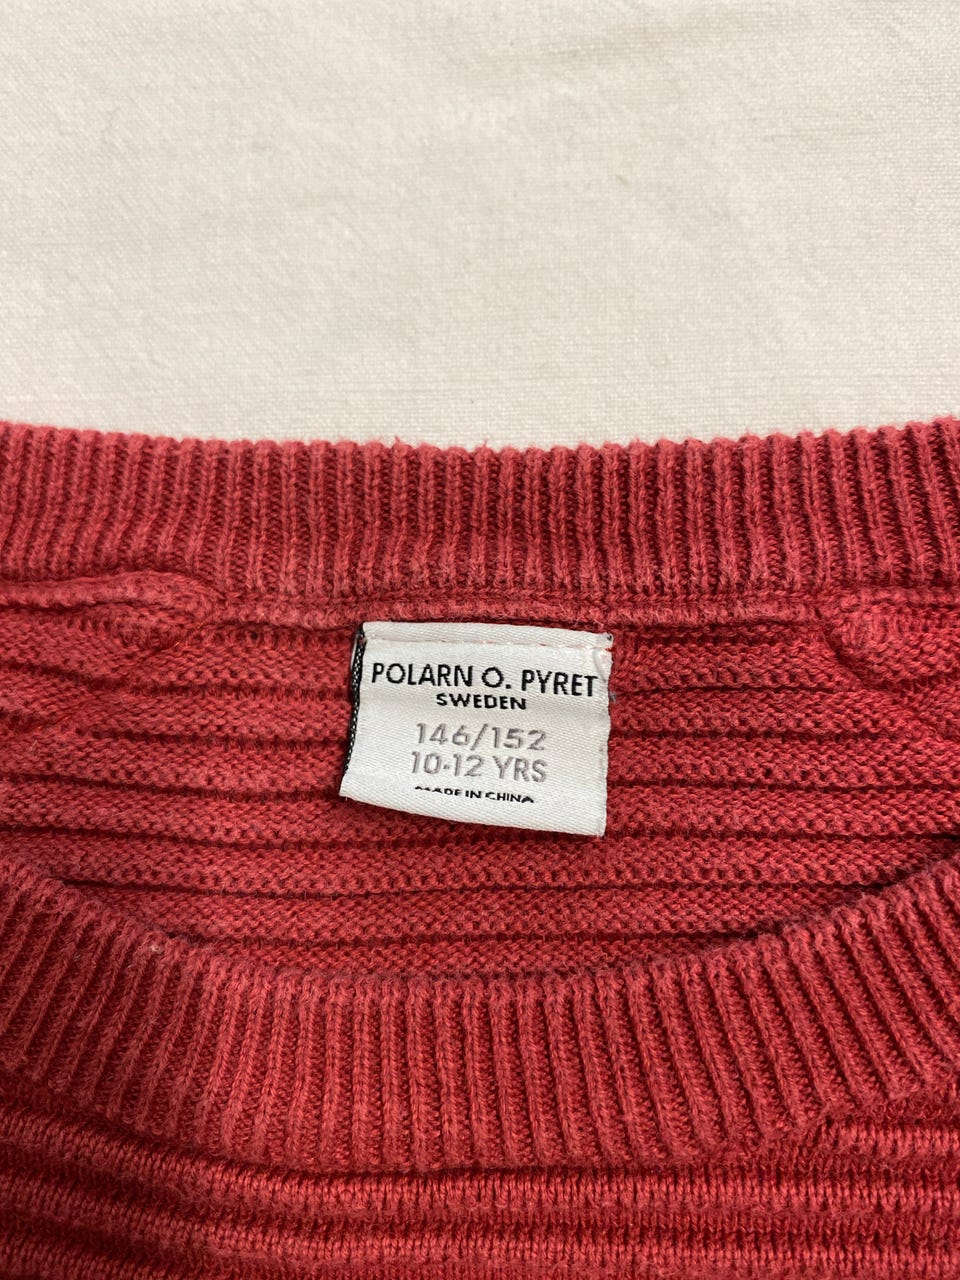 POLARN O. PYRET
SWEDEN
146/152
10-12 YRS
MADE IN CHINA